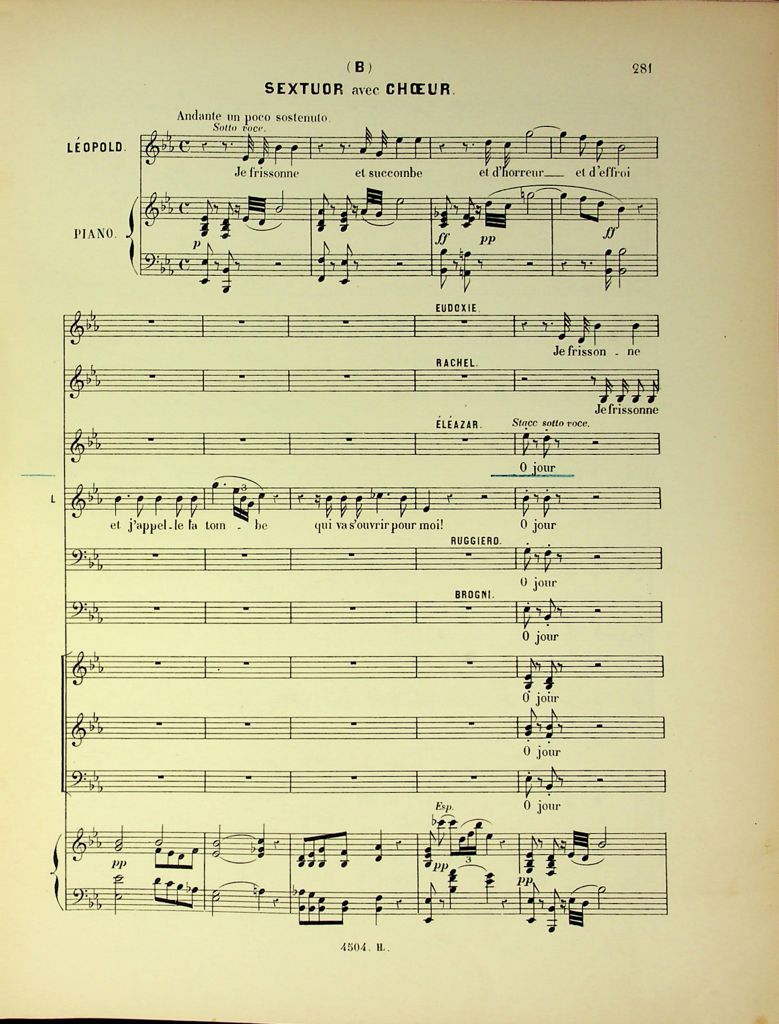 (B)
281
SEXTUOR avec CHŒUR.
Andante un poco sostenuto.
Sotto voce.
LÉOPOLD.
Je frissonne et succombe et d'horreur et d'effroi
PIANO.
p ff pp ff
EUDOXIE.
Je frisson - ne
RACHEL.
Je frissonne
ÉLÉAZAR. Stacc sotto voce.
O jour
L
3
et j'appel-le la tom - be qui va s'ouvrir pour moi! O jour
RUGGIERO.
O jour
BROGNI.
O jour
O jour
O jour
O jour
Esp.
pp pp 3 pp
4504. H.